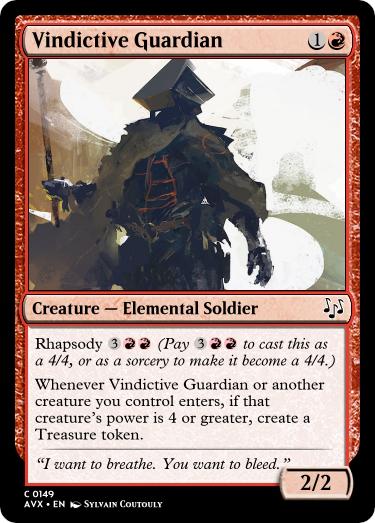 Vindictive Guardian 1
Creature — Elemental Soldier
Rhapsody 3 (Pay 3 to cast this as
a 4/4, or as a sorcery to make it become a 4/4.)
Whenever Vindictive Guardian or another
creature you control enters, if that
creature's power is 4 or greater, create a
Treasure token.
"I want to breathe. You want to bleed."
2/2
C 0149
AVX • EN SYLVAIN COUTOULY